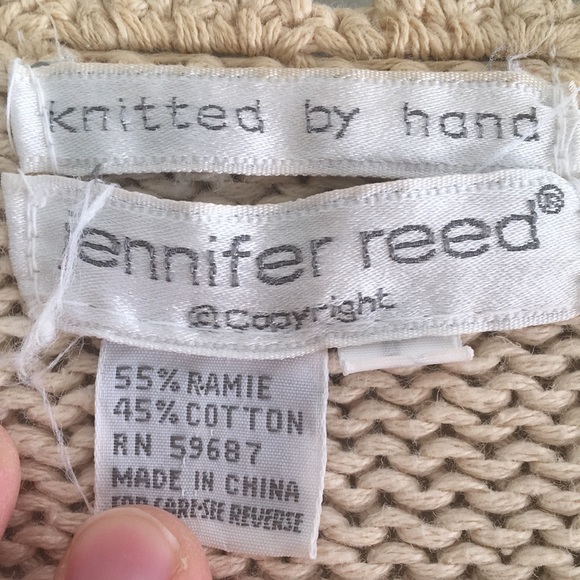 knitted by hand
jennifer reed®
©Copyright
55% RAMIE
45% COTTON
RN 59687
MADE IN CHINA
FOR CARE-SEE REVERSE